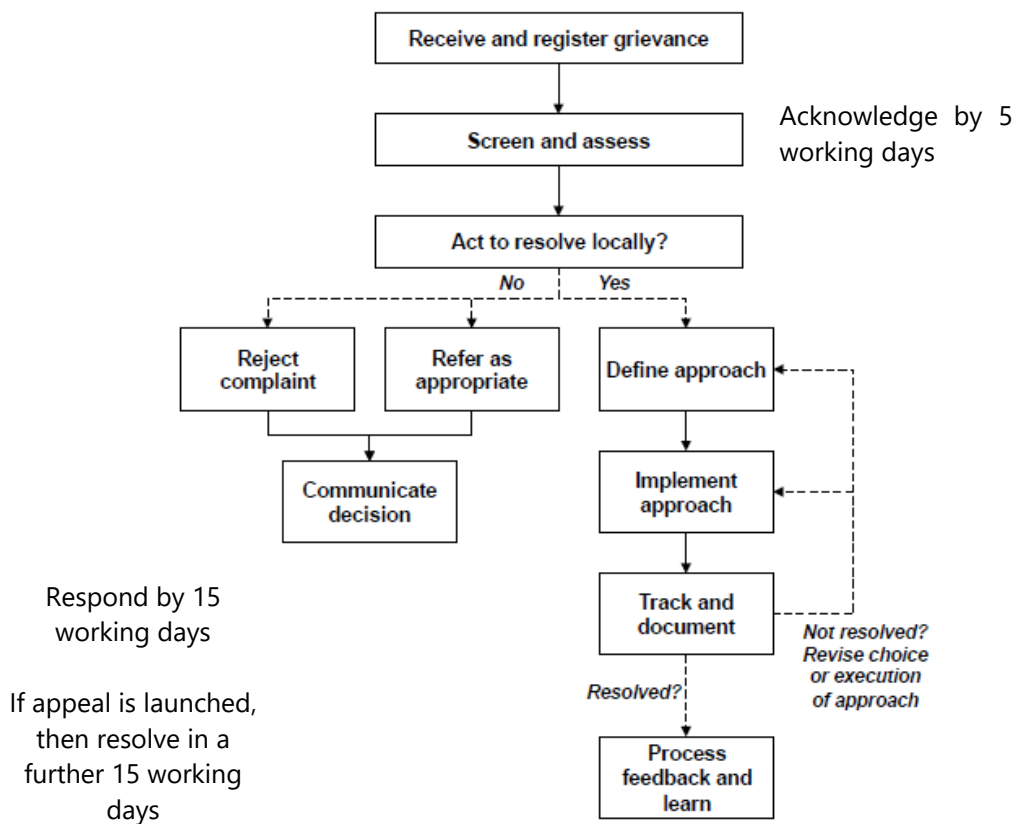 Receive and register grievance
Acknowledge by 5
working days
Screen and assess
Act to resolve locally?
No
Yes
Reject
complaint
Refer as
appropriate
Define approach
Communicate
decision
Implement
approach
Respond by 15
working days
Track and
document
Not resolved?
Revise choice
or execution
of approach
Resolved?
If appeal is launched,
then resolve in a
further 15 working
days
Process
feedback and
learn